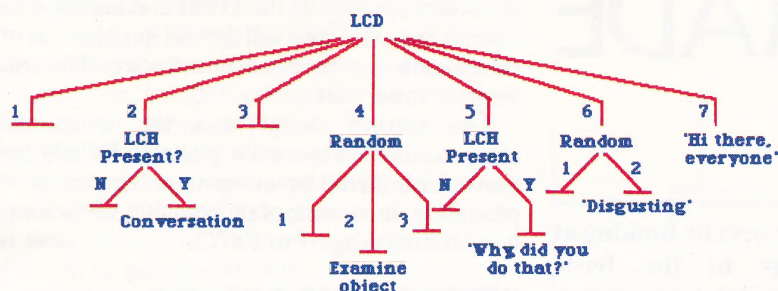 LCD
1 2 3 4 5 6 7
LCH
Present?
Random
LCH
Present
Random
'Hi there,
everyone'
N Y
N Y
1 2
Conversation
1 2 3
'Disgusting'
Examine
object
'Why did you
do that?'